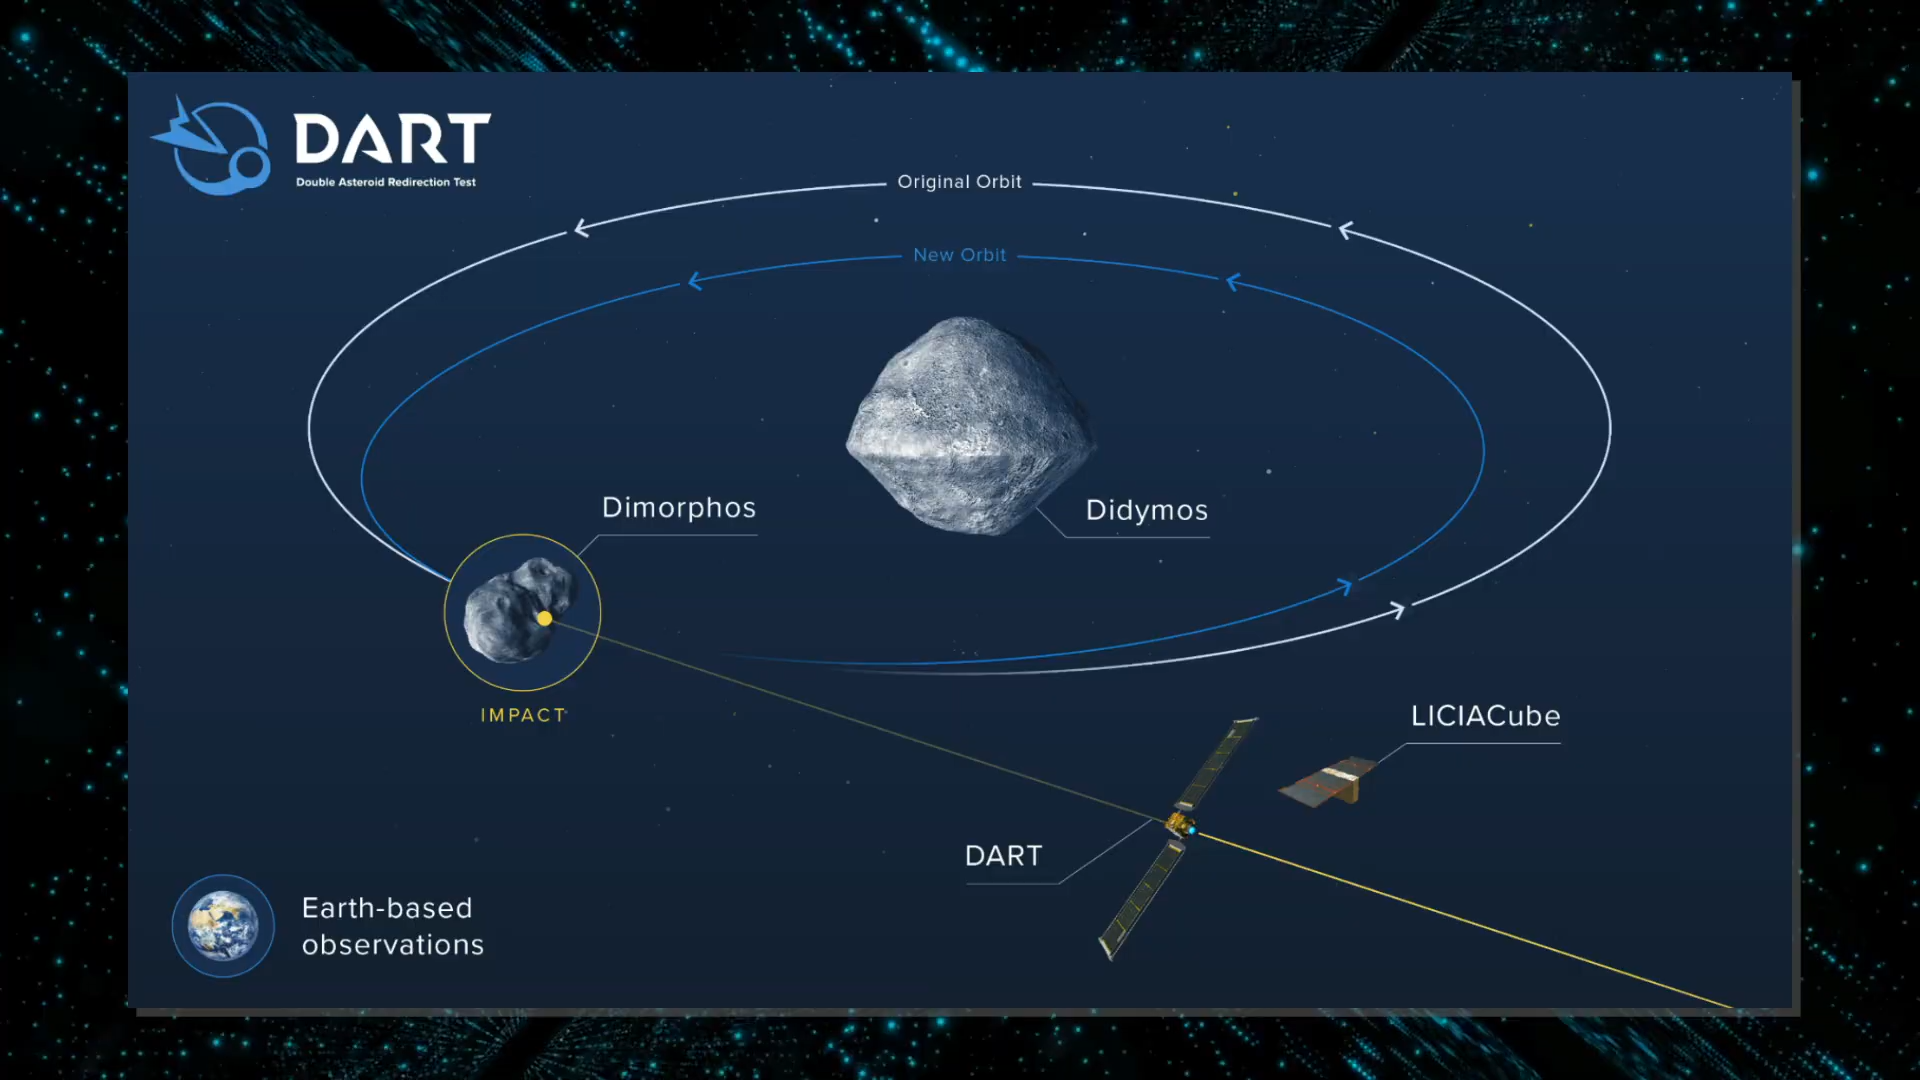 DART
Double Asteroid Redirection Test
Original Orbit
New Orbit
Dimorphos
Didymos
IMPACT
LICIACube
DART
Earth-based
observations